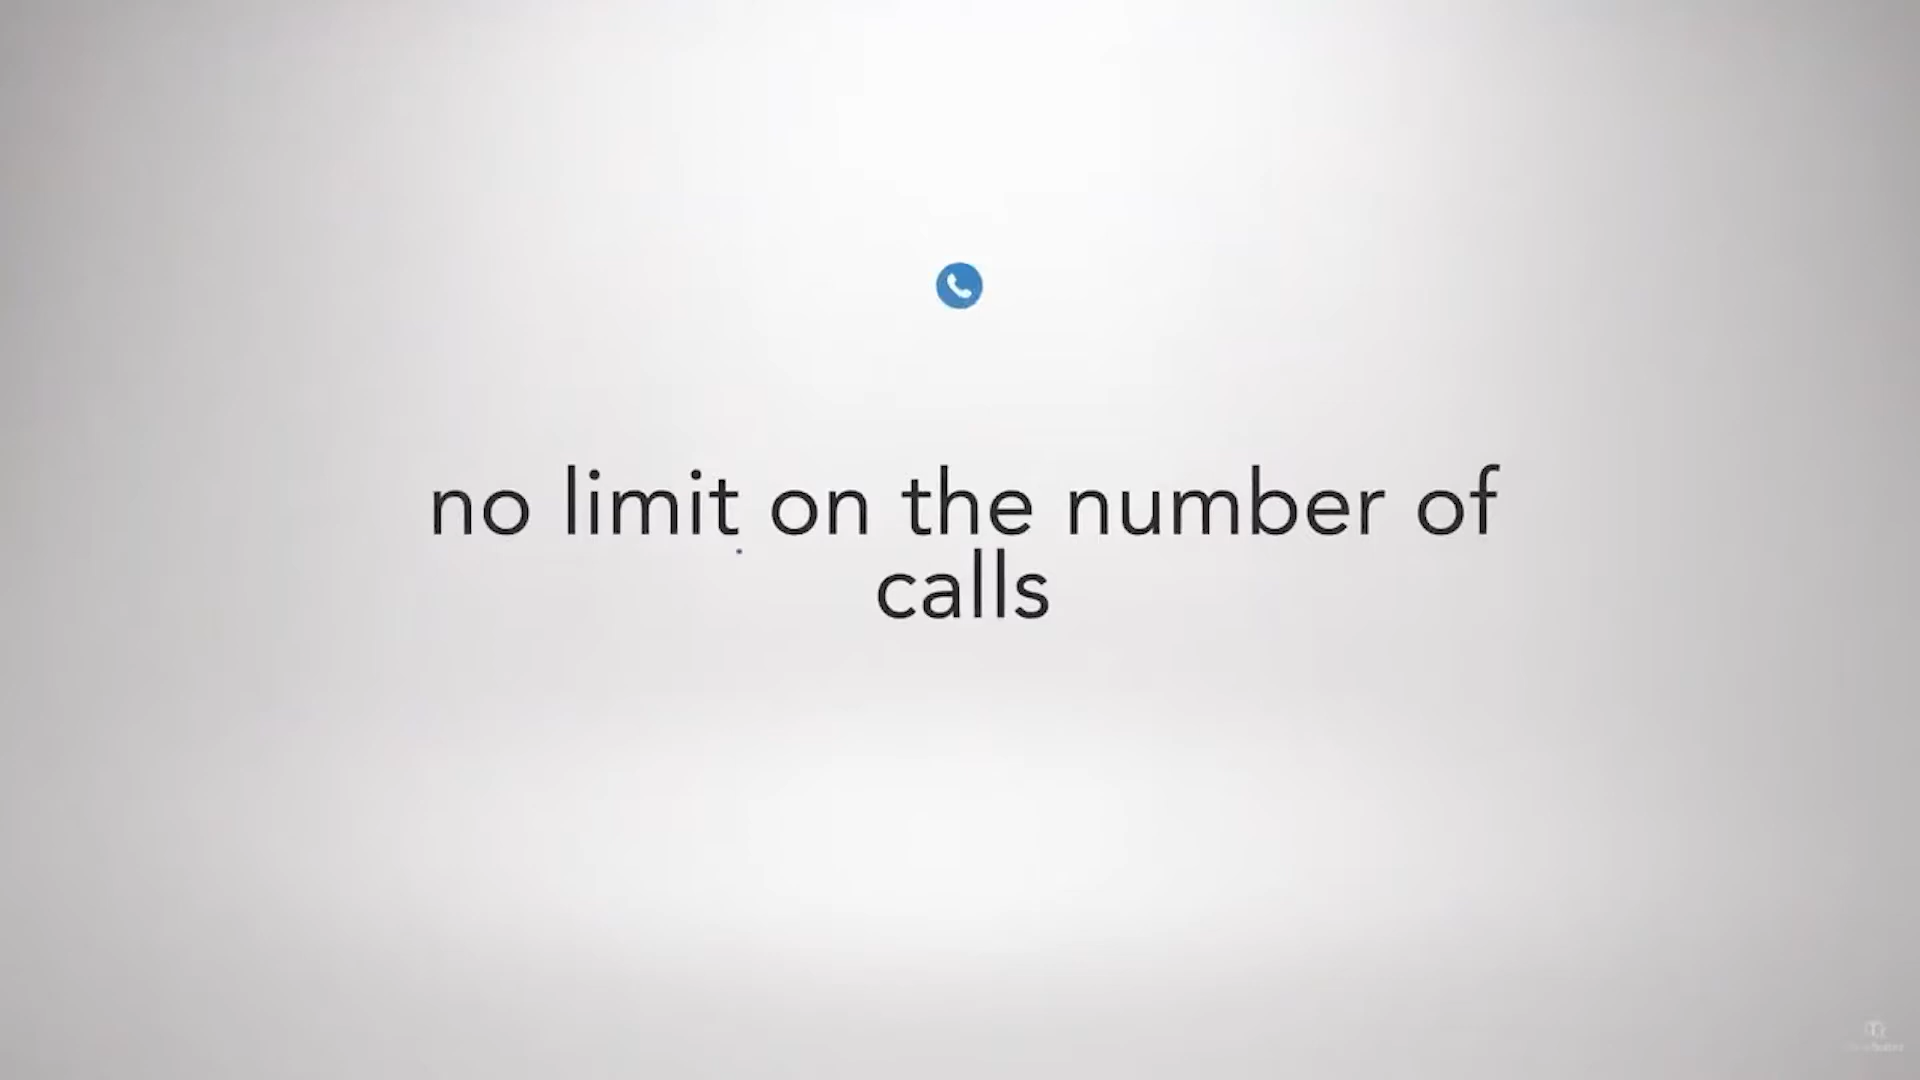 no limit on the number of
calls